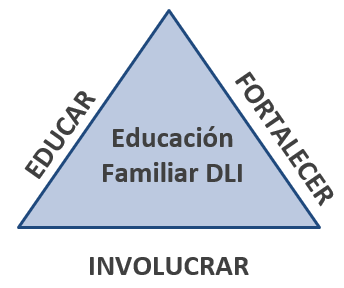 EDUCAR
FORTALECER
Educación
Familiar DLI
INVOLUCRAR